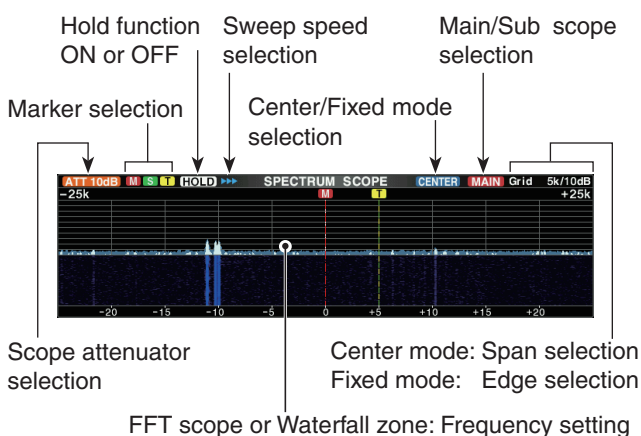 Hold function
ON or OFF
Sweep speed
selection
Main/Sub scope
selection
Marker selection
Center/Fixed mode
selection
ATT 10dB M S T HOLD SPECTRUM SCOPE CENTER MAIN Grid 5k/10dB
-25k M T +25k
-20 -15 -10 -5 0 +5 +10 +15 +20
Scope attenuator
selection
Center mode: Span selection
Fixed mode: Edge selection
FFT scope or Waterfall zone: Frequency setting